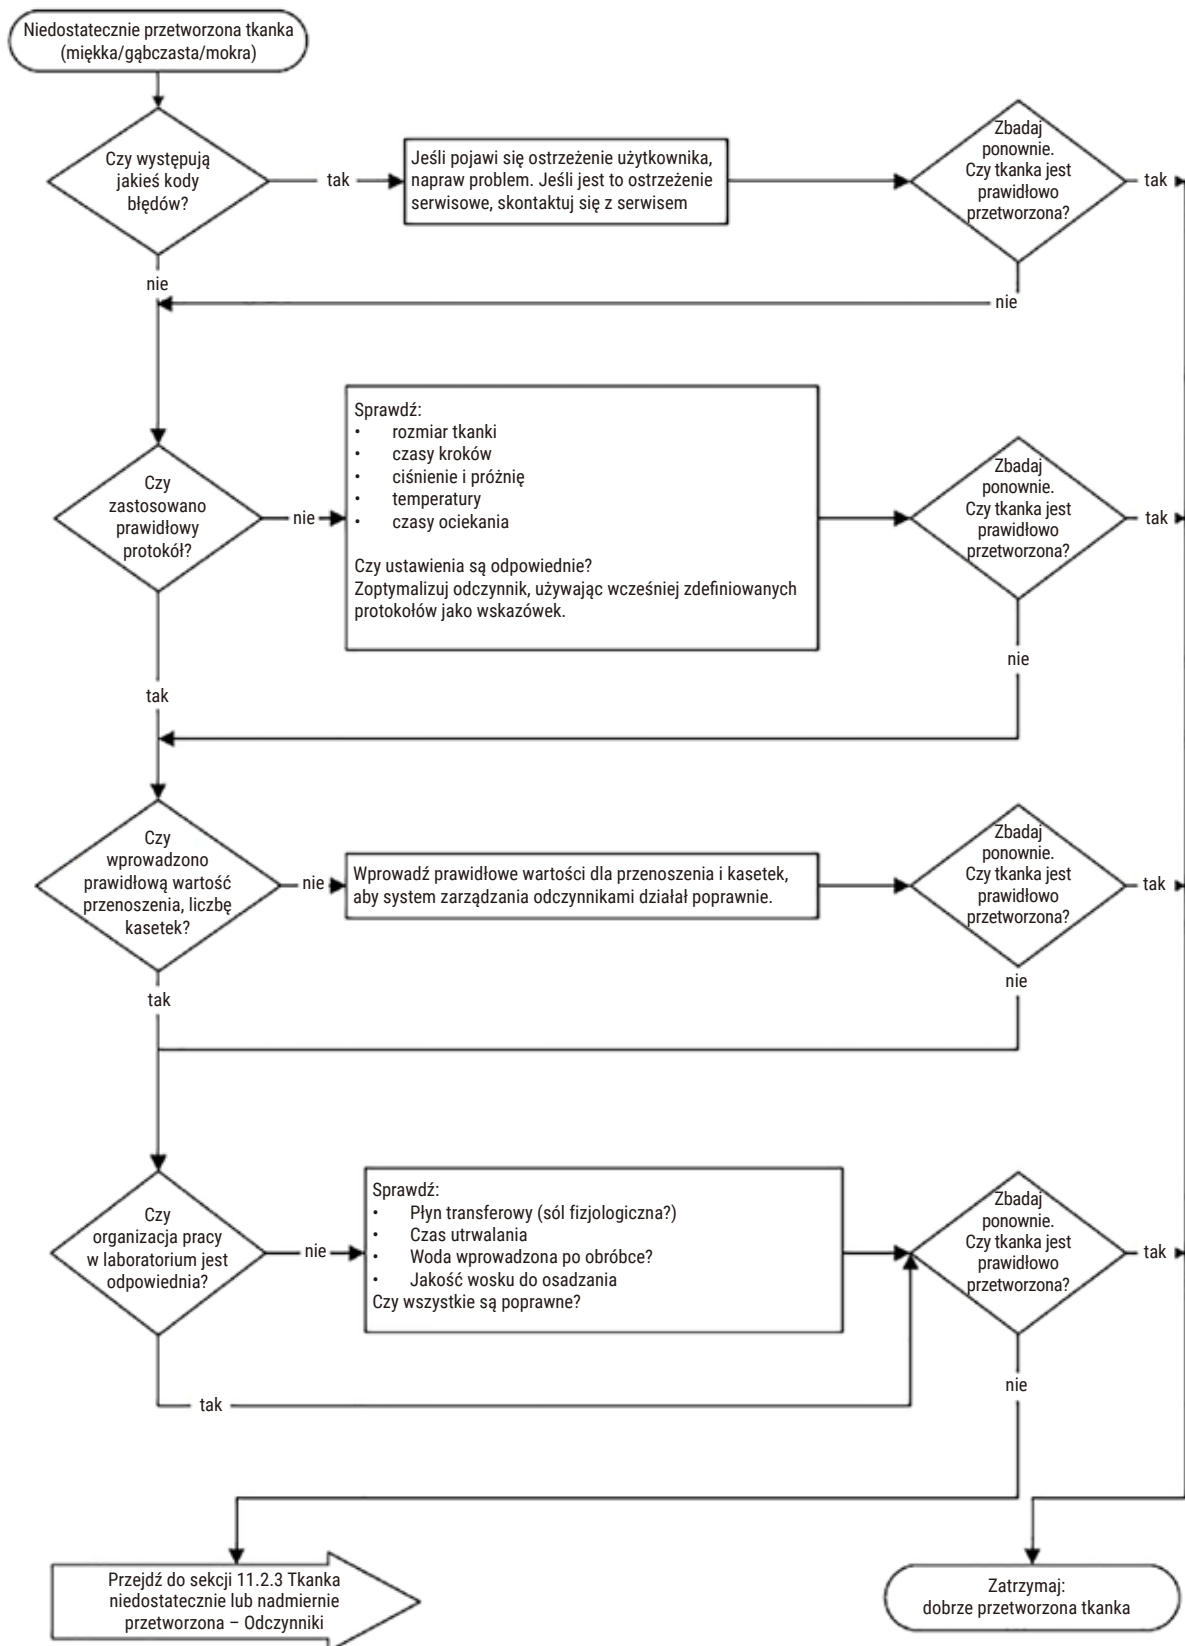 Niedostatecznie przetworzona tkanka
(miękka/gąbczasta/mokra)
Czy występują
jakieś kody
błędów?
tak
Jeśli pojawi się ostrzeżenie użytkownika,
napraw problem. Jeśli jest to ostrzeżenie
serwisowe, skontaktuj się z serwisem
Zbadaj
ponownie.
Czy tkanka jest
prawidłowo
przetworzona?
tak
nie
nie
Czy
zastosowano
prawidłowy
protokół?
nie
Sprawdź:
• rozmiar tkanki
• czasy kroków
• ciśnienie i próżnię
• temperatury
• czasy ociekania
Czy ustawienia są odpowiednie?
Zoptymalizuj odczynnik, używając wcześniej zdefiniowanych
protokołów jako wskazówek.
Zbadaj
ponownie.
Czy tkanka jest
prawidłowo
przetworzona?
tak
nie
tak
Czy
wprowadzono
prawidłową wartość
przenoszenia, liczbę
kasetek?
nie
Wprowadź prawidłowe wartości dla przenoszenia i kasetek,
aby system zarządzania odczynnikami działał poprawnie.
Zbadaj
ponownie.
Czy tkanka jest
prawidłowo
przetworzona?
tak
nie
tak
Czy
organizacja pracy
w laboratorium jest
odpowiednia?
nie
Sprawdź:
• Płyn transferowy (sól fizjologiczna?)
• Czas utrwalania
• Woda wprowadzona po obróbce?
• Jakość wosku do osadzania
Czy wszystkie są poprawne?
Zbadaj
ponownie.
Czy tkanka jest
prawidłowo
przetworzona?
tak
nie
tak
Przejdź do sekcji 11.2.3 Tkanka
niedostatecznie lub nadmiernie
przetworzona – Odczynniki
Zatrzymaj:
dobrze przetworzona tkanka